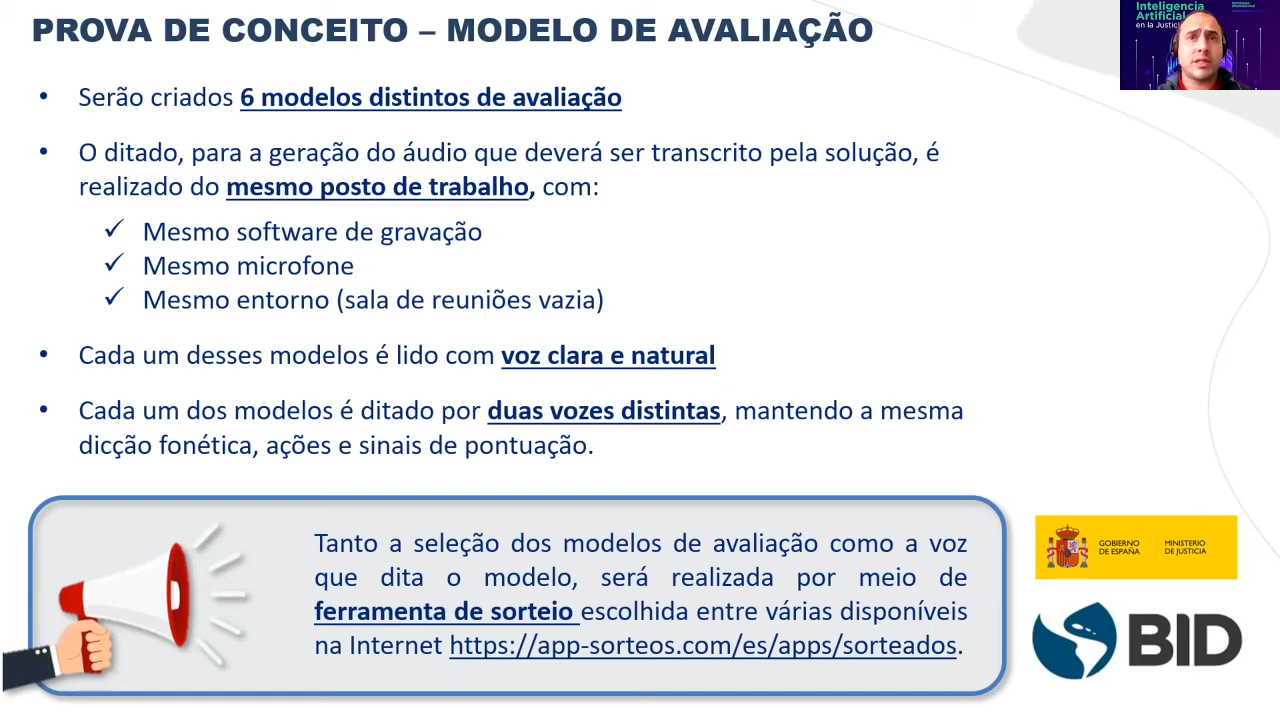 PROVA DE CONCEITO – MODELO DE AVALIAÇÃO
Inteligencia
Artificial
en la Justic
• Serão criados 6 modelos distintos de avaliação
• O ditado, para a geração do áudio que deverá ser transcrito pela solução, é
realizado do mesmo posto de trabalho, com:
✓ Mesmo software de gravação
✓ Mesmo microfone
✓ Mesmo entorno (sala de reuniões vazia)
• Cada um desses modelos é lido com voz clara e natural
• Cada um dos modelos é ditado por duas vozes distintas, mantendo a mesma
dicção fonética, ações e sinais de pontuação.
Tanto a seleção dos modelos de avaliação como a voz
que dita o modelo, será realizada por meio de
ferramenta de sorteio escolhida entre várias disponíveis
na Internet https://app-sorteos.com/es/apps/sorteados.
GOBIERNO
DE ESPAÑA
MINISTERIO
DE JUSTICIA
BID